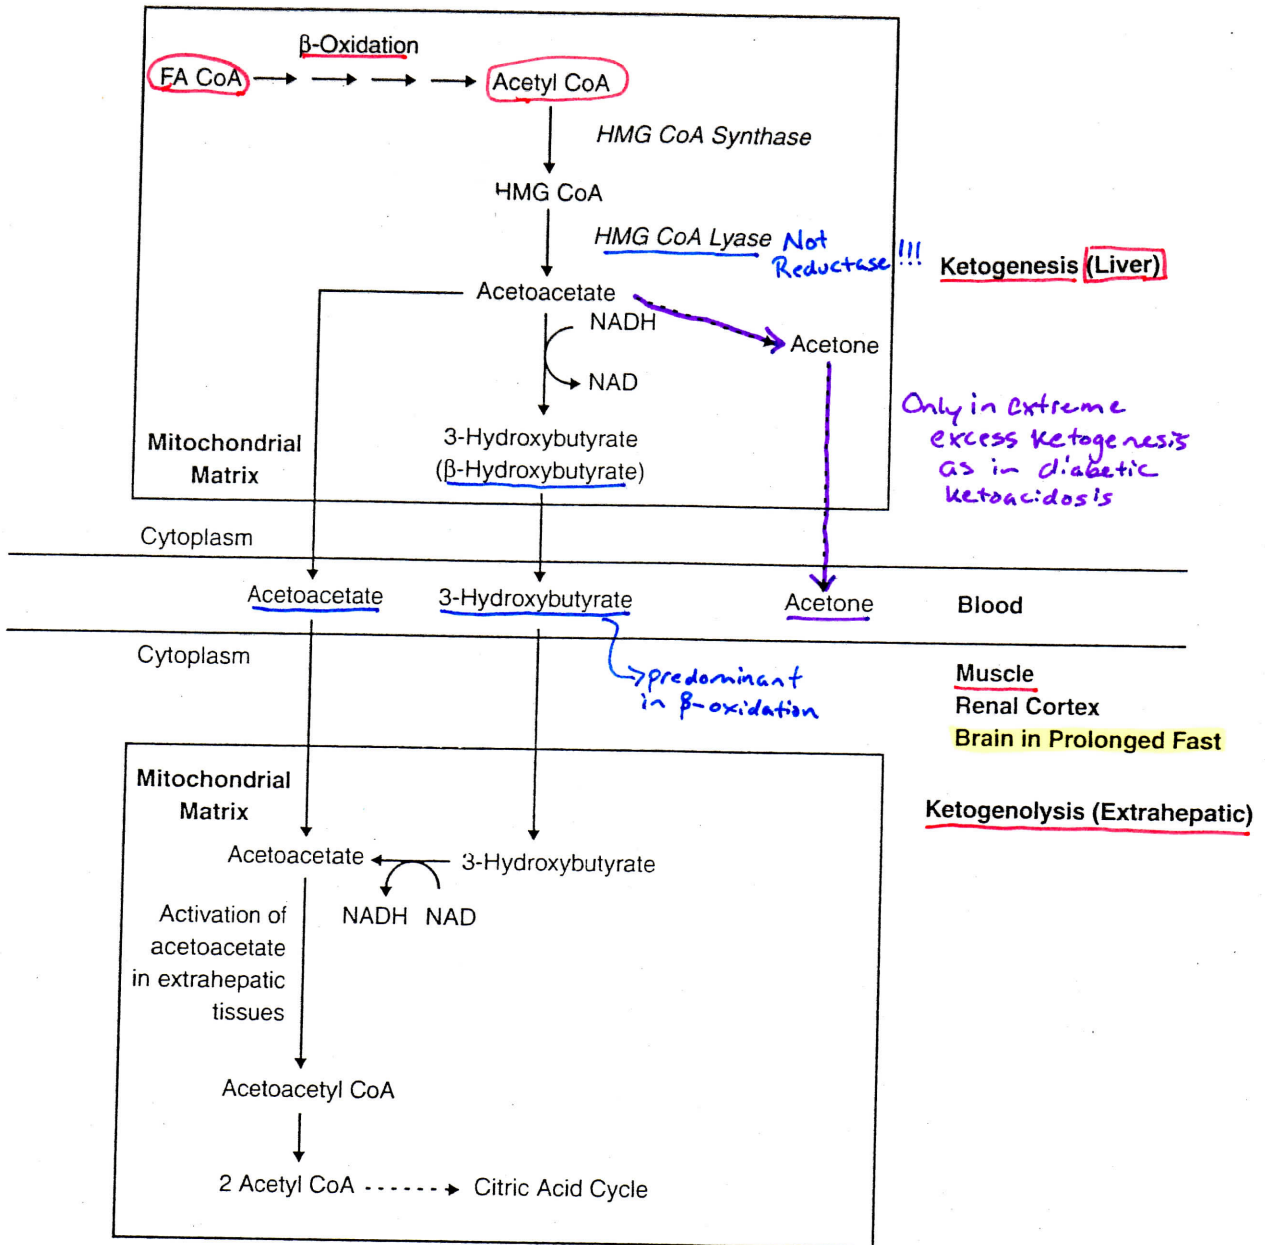 β-Oxidation
FA CoA
Acetyl CoA
HMG CoA Synthase
HMG CoA
HMG CoA Lyase
Not
Reductase !!!
Ketogenesis (Liver)
Acetoacetate
NADH
Acetone
NAD
Only in extreme
excess ketogenesis
as in diabetic
ketoacidosis
3-Hydroxybutyrate
(β-Hydroxybutyrate)
Mitochondrial
Matrix
Cytoplasm
Acetoacetate
3-Hydroxybutyrate
Acetone
Blood
Cytoplasm
predominant
in β-oxidation
Muscle
Renal Cortex
Brain in Prolonged Fast
Mitochondrial
Matrix
Ketogenolysis (Extrahepatic)
Acetoacetate
3-Hydroxybutyrate
NADH NAD
Activation of
acetoacetate
in extrahepatic
tissues
Acetoacetyl CoA
2 Acetyl CoA
Citric Acid Cycle